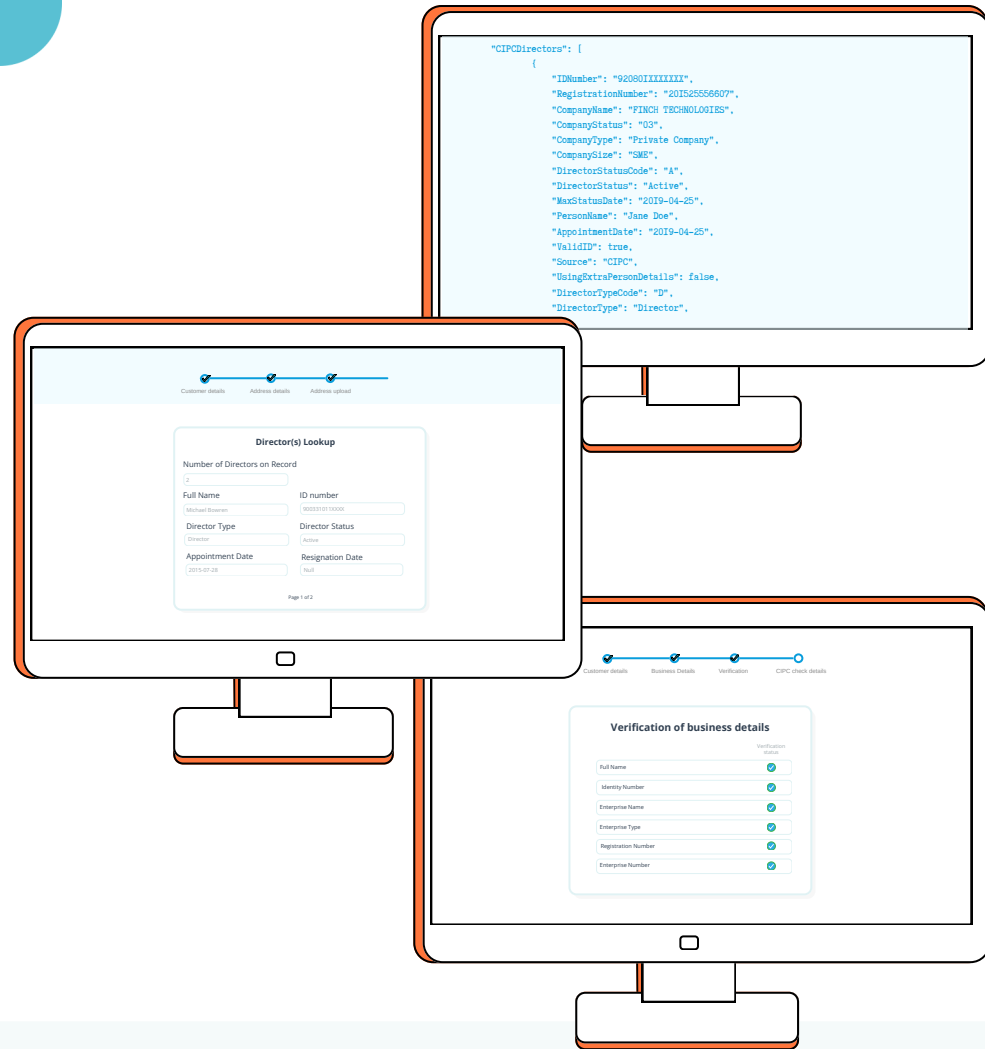 "CIPCDirectors": [
{
"IDNumber": "92080IXXXXXXX",
"RegistrationNumber": "20I525556607",
"CompanyName": "FINCH TECHNOLOGIES",
"CompanyStatus": "03",
"CompanyType": "Private Company",
"CompanySize": "SME",
"DirectorStatusCode": "A",
"DirectorStatus": "Active",
"MaxStatusDate": "20I9-04-25",
"PersonName": "Jane Doe",
"AppointmentDate": "20I9-04-25",
"ValidID": true,
"Source": "CIPC",
"UsingExtraPersonDetails": false,
"DirectorTypeCode": "D",
"DirectorType": "Director",
Customer details Address details Address upload
Director(s) Lookup
Number of Directors on Record
2
Full Name ID number
Michael
Director Type Director Status
Director Active
Appointment Date Resignation Date
2015-07-28 Null
Page 1 of 2
Customer details Business Details Verification CIPC check details
Verification of business details
Verification
status
Full Name
Identity Number
Enterprise Name
Enterprise Type
Registration Number
Enterprise Number